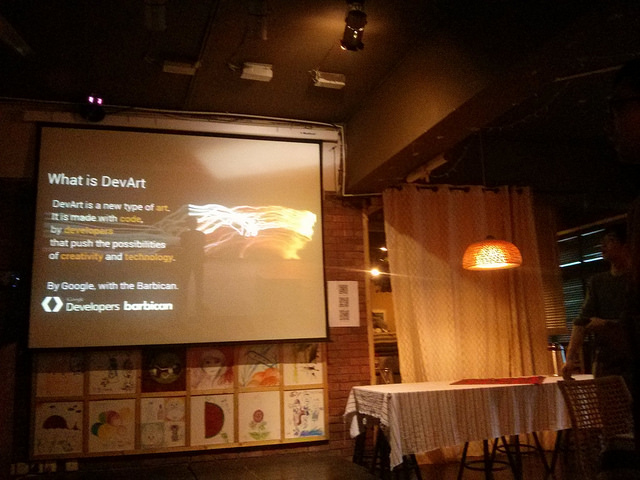 What is DevArt
DevArt is a new type of art.
It is made with code,
by developers
that push the possibilities
of creativity and technology.
By Google, with the Barbican.
Google
Developers barbican